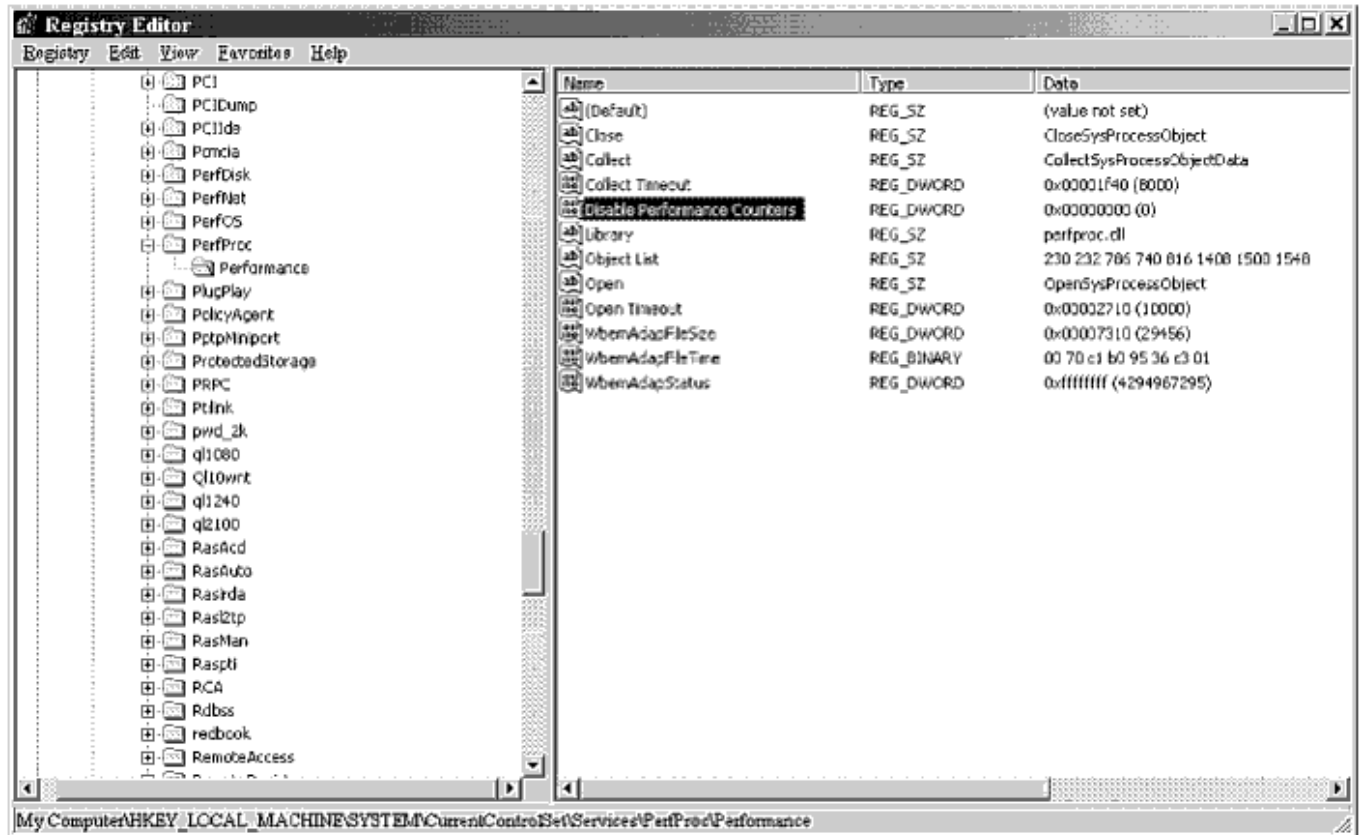 Registry Editor
Registry Edit View Favorites Help
PCI
PCIDump
PCIIde
Pcmcia
PerfDisk
PerfNet
PerfOS
PerfProc
Performance
PlugPlay
PolicyAgent
PptpMiniport
ProtectedStorage
PRPC
Ptilink
pwd_2k
ql1080
Ql10wnt
ql1240
ql2100
RasAcd
RasAuto
RasIrda
Rasl2tp
RasMan
Raspti
RCA
Rdbss
redbook
RemoteAccess
Name Type Data
(Default) REG_SZ (value not set)
Close REG_SZ CloseSysProcessObject
Collect REG_SZ CollectSysProcessObjectData
Collect Timeout REG_DWORD 0x00001f40 (8000)
Disable Performance Counters REG_DWORD 0x00000000 (0)
Library REG_SZ perfproc.dll
Object List REG_SZ 230 232 786 740 816 1408 1500 1548
Open REG_SZ OpenSysProcessObject
Open Timeout REG_DWORD 0x00002710 (10000)
WbemAdapFileSize REG_DWORD 0x00007310 (29456)
WbemAdapFileTime REG_BINARY 00 70 c1 b0 95 36 c3 01
WbemAdapStatus REG_DWORD 0xffffffff (4294967295)
My Computer\HKEY_LOCAL_MACHINE\SYSTEM\CurrentControlSet\Services\PerfProc\Performance